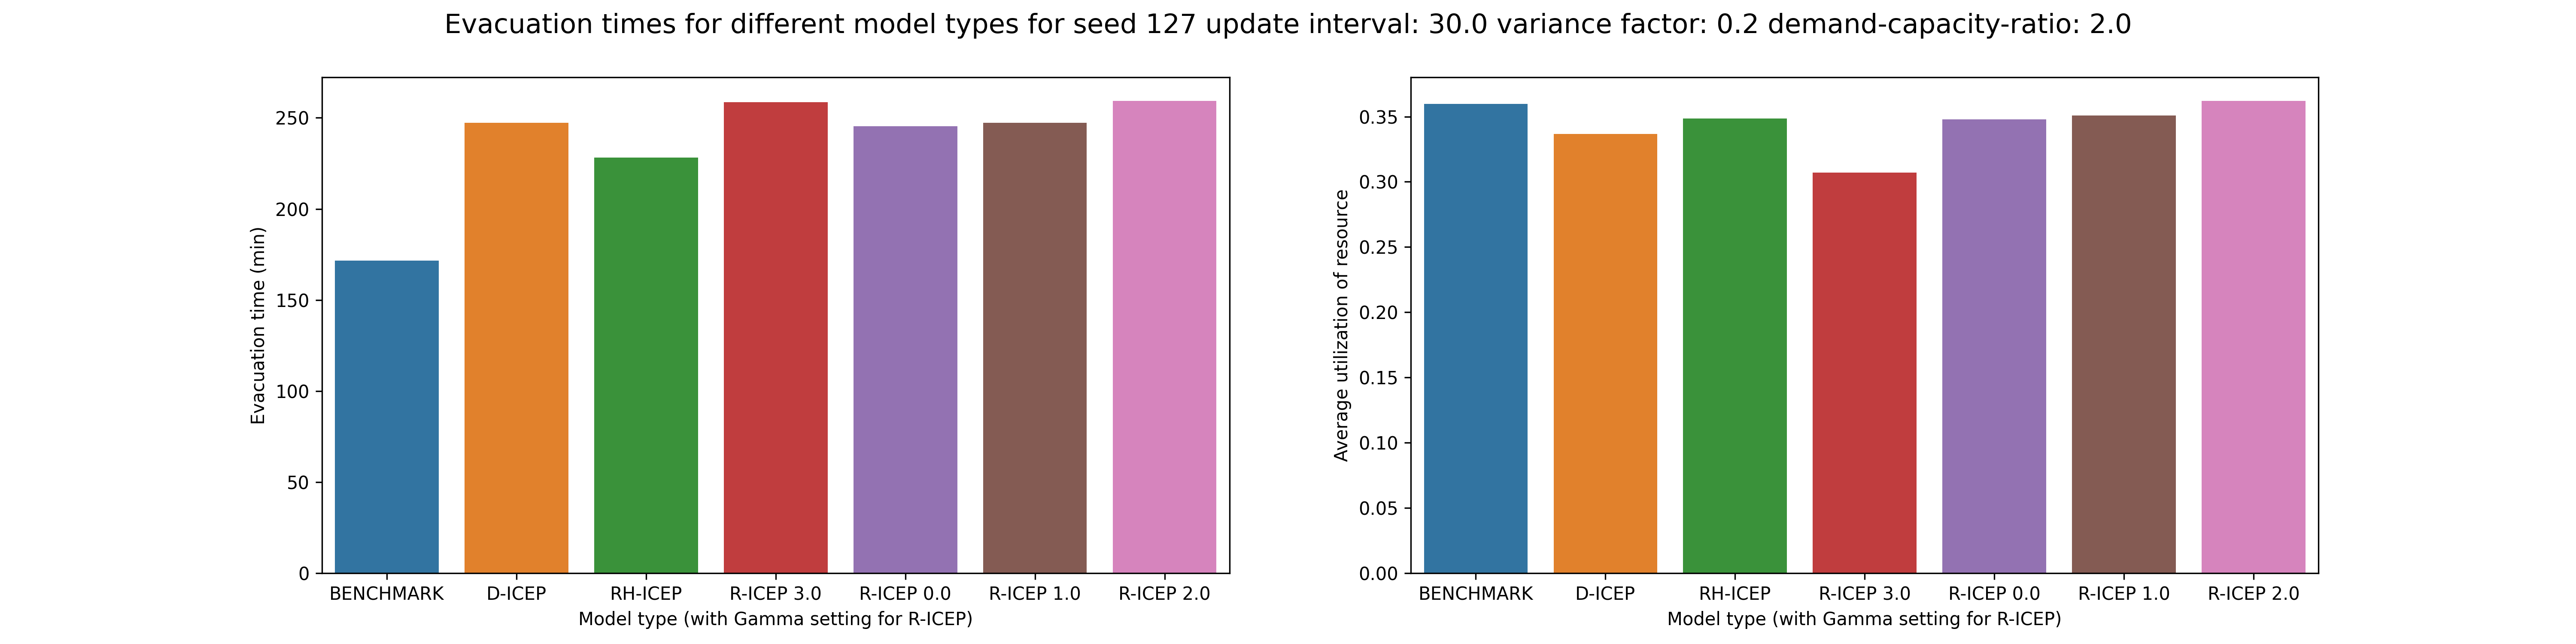 Evacuation times for different model types for seed 127 update interval: 30.0 variance factor: 0.2 demand-capacity-ratio: 2.0
Evacuation time (min)
250
200
150
100
50
0
BENCHMARK D-ICEP RH-ICEP R-ICEP 3.0 R-ICEP 0.0 R-ICEP 1.0 R-ICEP 2.0
Model type (with Gamma setting for R-ICEP)
Average utilization of resource
0.35
0.30
0.25
0.20
0.15
0.10
0.05
0.00
BENCHMARK D-ICEP RH-ICEP R-ICEP 3.0 R-ICEP 0.0 R-ICEP 1.0 R-ICEP 2.0
Model type (with Gamma setting for R-ICEP)